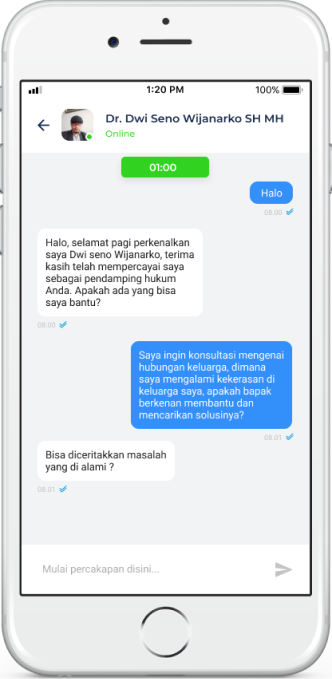 1:20 PM
100%
Dr. Dwi Seno Wijanarko SH MH
Online
01:00
Halo
08.00
Halo, selamat pagi perkenalkan
saya Dwi seno Wijanarko, terima
kasih telah mempercayai saya
sebagai pendamping hukum
Anda. Apakah ada yang bisa
saya bantu?
08.00
Saya ingin konsultasi mengenai
hubungan keluarga, dimana
saya mengalami kekerasan di
keluarga saya, apakah bapak
berkenan membantu dan
mencarikan solusinya?
08.01
Bisa diceritakkan masalah
yang di alami ?
08.01
Mulai percakapan disini...